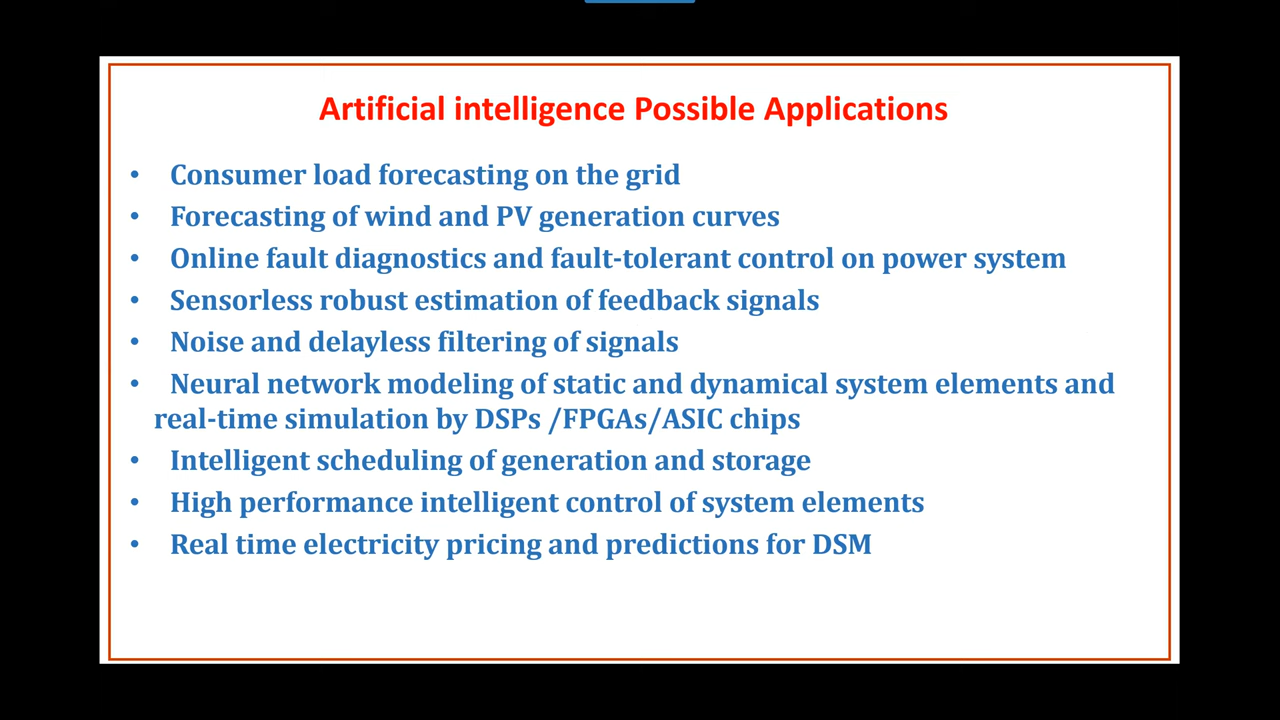 Artificial intelligence Possible Applications
• Consumer load forecasting on the grid
• Forecasting of wind and PV generation curves
• Online fault diagnostics and fault-tolerant control on power system
• Sensorless robust estimation of feedback signals
• Noise and delayless filtering of signals
• Neural network modeling of static and dynamical system elements and
real-time simulation by DSPs /FPGAs/ASIC chips
• Intelligent scheduling of generation and storage
• High performance intelligent control of system elements
• Real time electricity pricing and predictions for DSM